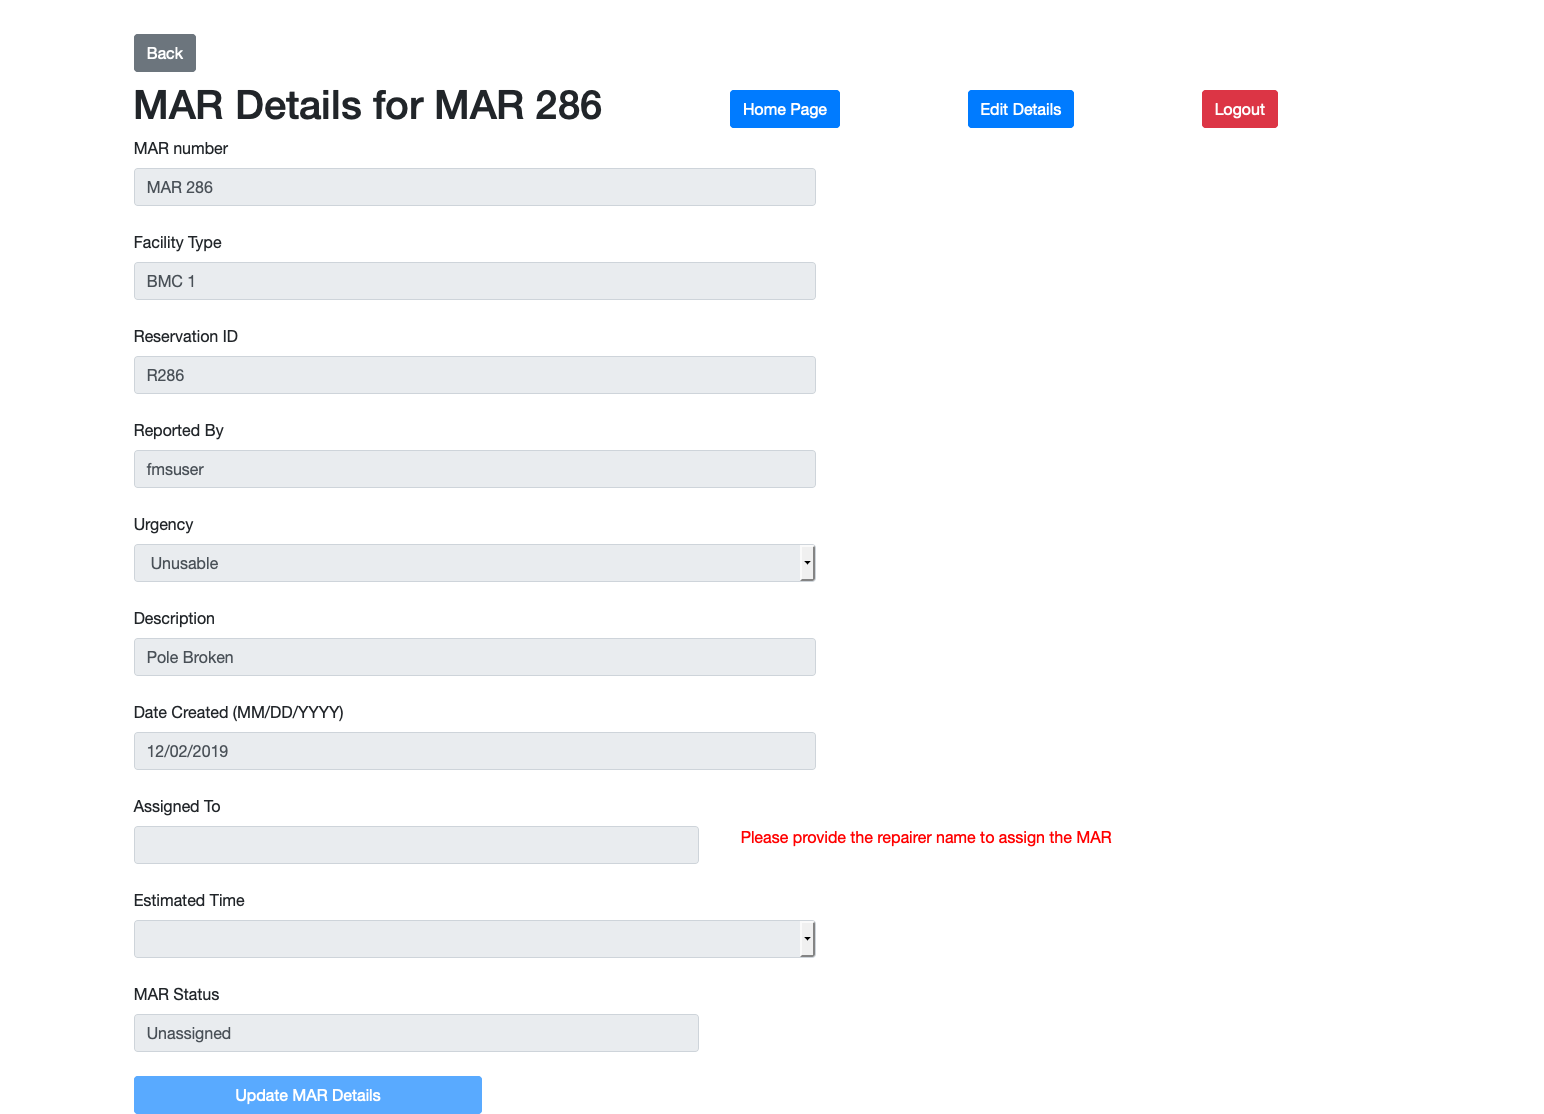 Back
MAR Details for MAR 286
Home Page
Edit Details
Logout
MAR number
MAR 286
Facility Type
BMC 1
Reservation ID
R286
Reported By
fmsuser
Urgency
Unusable
Description
Pole Broken
Date Created (MM/DD/YYYY)
12/02/2019
Assigned To
Please provide the repairer name to assign the MAR
Estimated Time
MAR Status
Unassigned
Update MAR Details